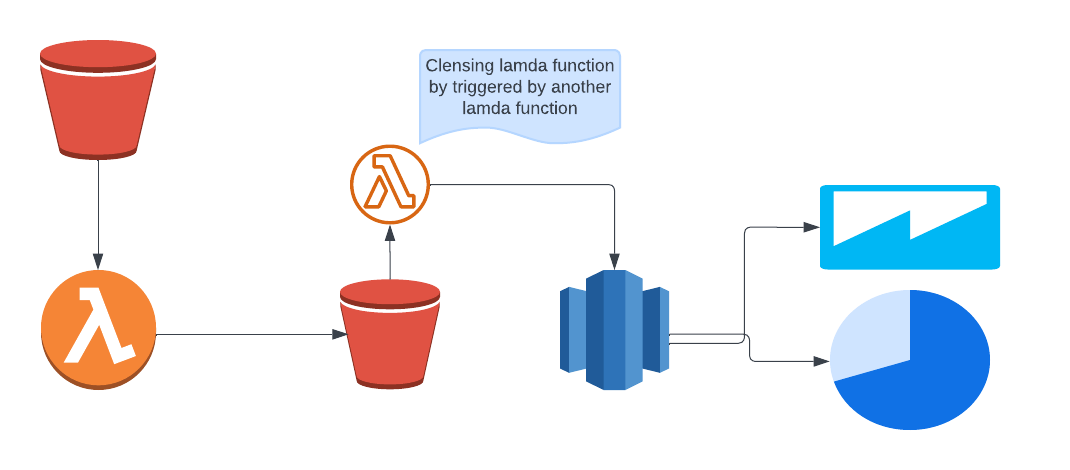 Clensing lamda function
by triggered by another
lamda function